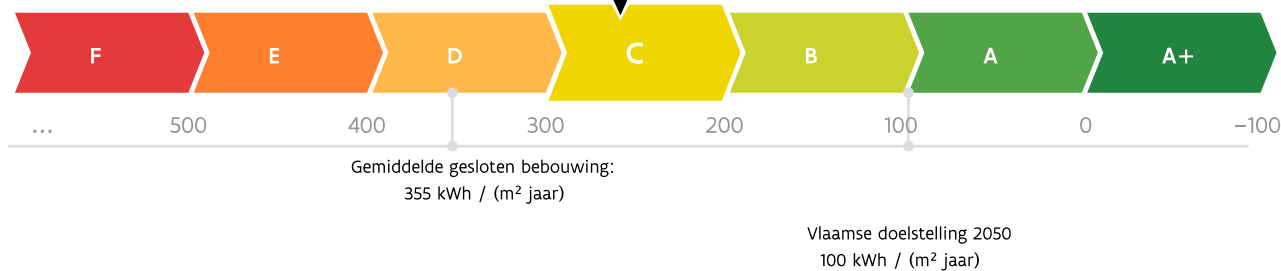 F E D C B A A+
... 500 400 300 200 100 0 –100
Gemiddelde gesloten bebouwing:
355 kWh / (m² jaar)
Vlaamse doelstelling 2050
100 kWh / (m² jaar)